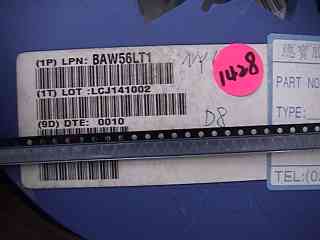 (1P) LPN: BAW56LT1
(1T) LOT :LCJ141002
(9D) DTE: 0010
1428
D8
PART NO
TYPE:
TEL:(0